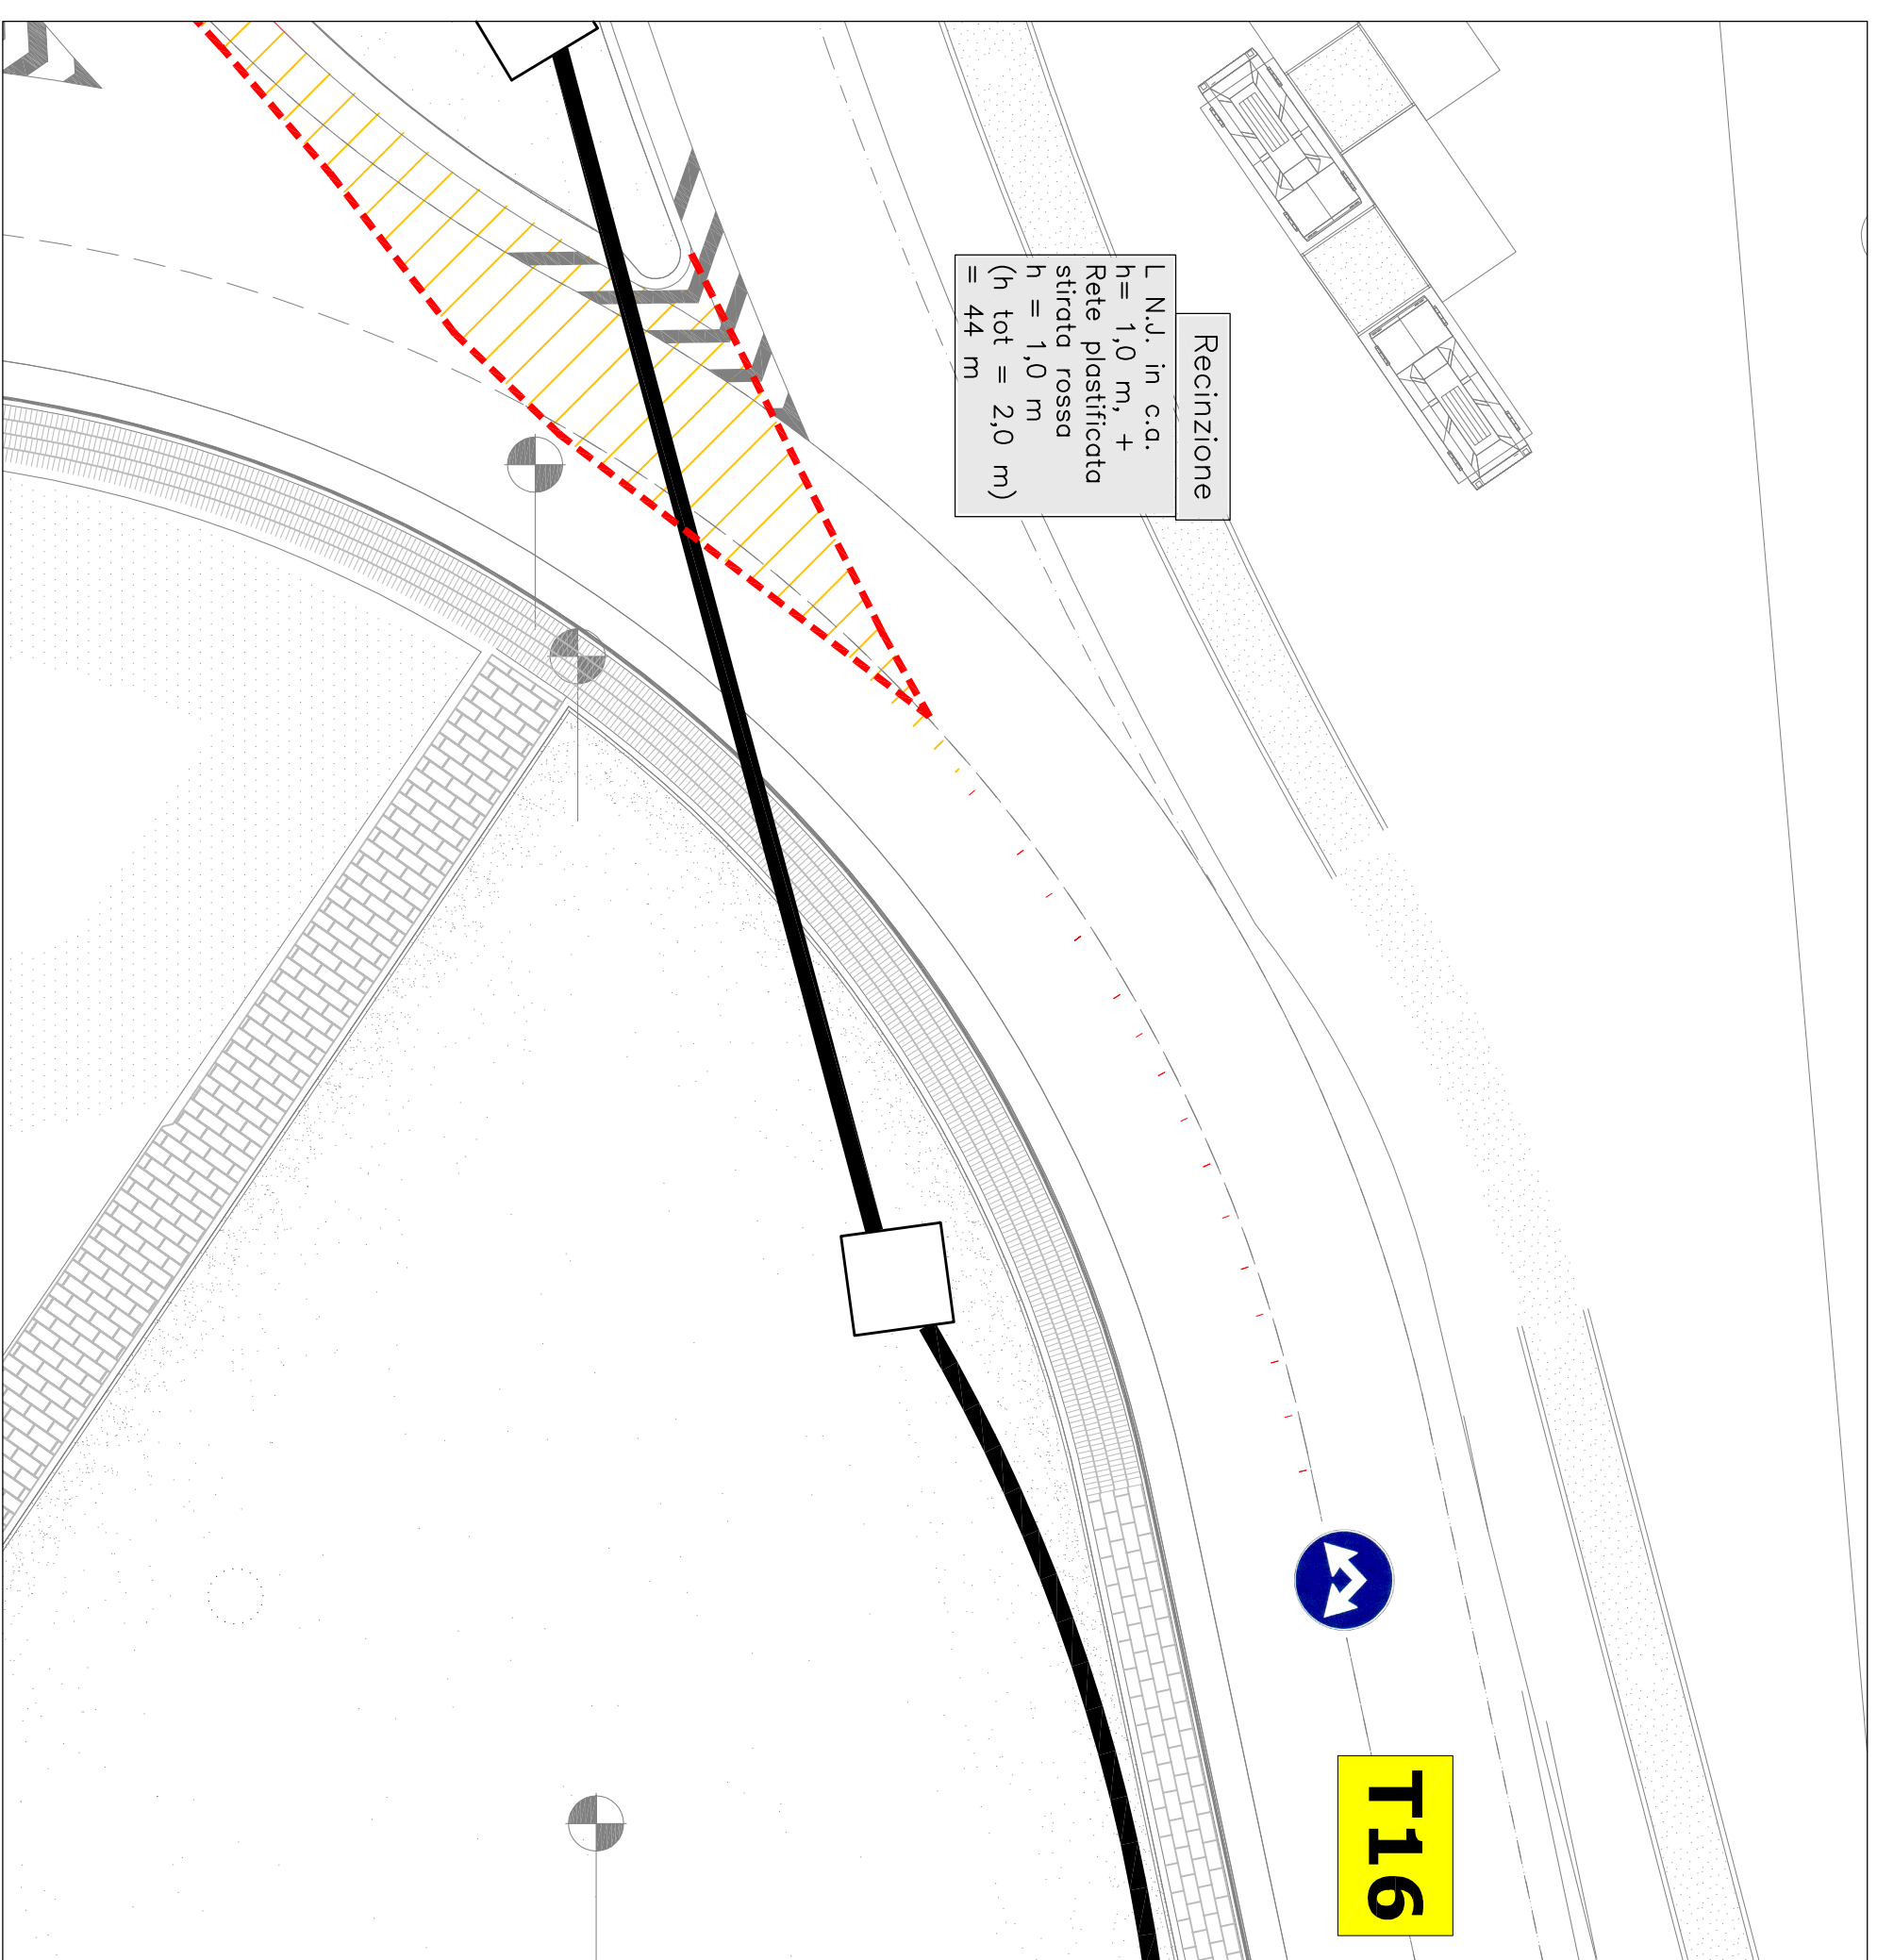 Recinzione
L N.J. in c.a.
h= 1,0 m, +
Rete plastificata
stirata rossa
h = 1,0 m
(h tot = 2,0 m)
= 44 m
T16